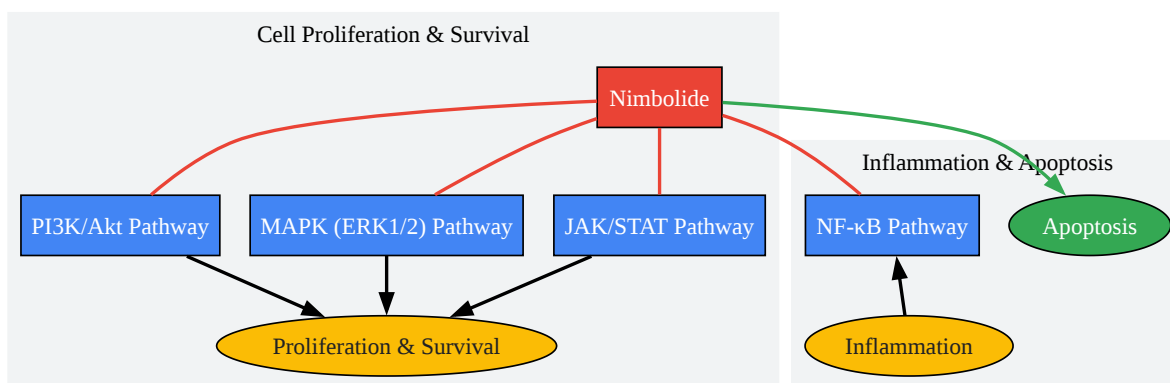 Cell Proliferation & Survival
Nimbolide
Inflammation & Apoptosis
PI3K/Akt Pathway
MAPK (ERK1/2) Pathway
JAK/STAT Pathway
NF-κB Pathway
Apoptosis
Proliferation & Survival
Inflammation